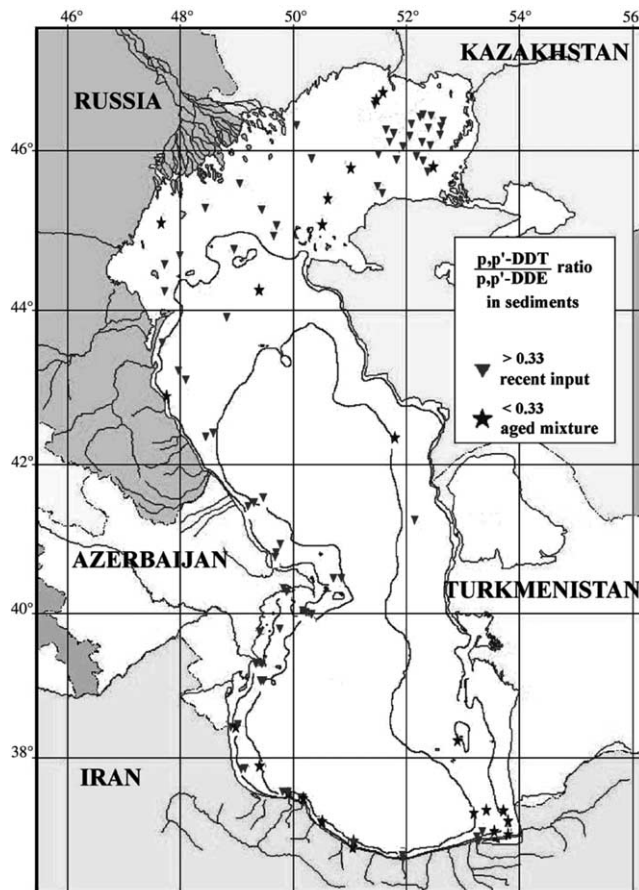 46° 48° 50° 52° 54° 56°
KAZAKHSTAN
RUSSIA
46°
p,p'-DDT
p,p'-DDE
ratio
in sediments
44°
> 0.33
recent input
< 0.33
aged mixture
42°
AZERBAIJAN
TURKMENISTAN
40°
38°
IRAN